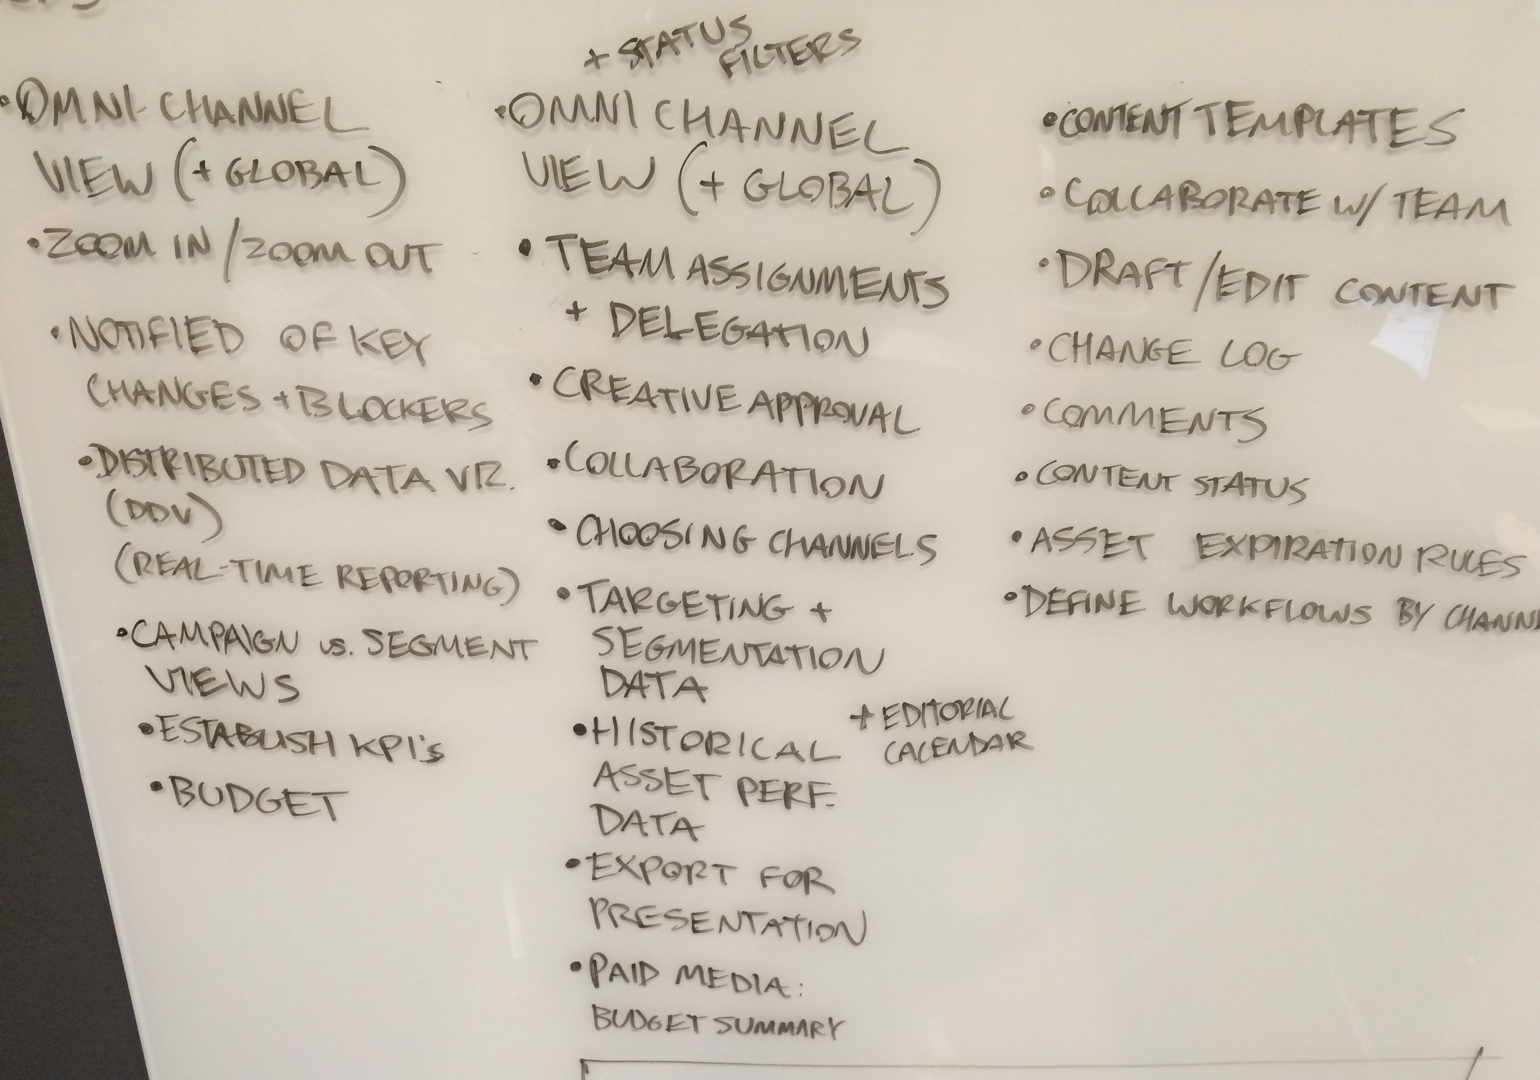 • OMNI-CHANNEL
VIEW (+ GLOBAL)
• ZOOM IN / ZOOM OUT
• NOTIFIED OF KEY
CHANGES + BLOCKERS
• DISTRIBUTED DATA VIZ.
(DDV)
(REAL-TIME REPORTING)
• CAMPAIGN vs. SEGMENT
VIEWS
• ESTABLISH KPI's
• BUDGET
+ STATUS
FILTERS
• OMNI CHANNEL
VIEW (+ GLOBAL)
• TEAM ASSIGNMENTS
+ DELEGATION
• CREATIVE APPROVAL
• COLLABORATION
• CHOOSING CHANNELS
• TARGETING +
SEGMENTATION
DATA
• HISTORICAL
ASSET PERF.
DATA
+ EDITORIAL
CALENDAR
• EXPORT FOR
PRESENTATION
• PAID MEDIA:
BUDGET SUMMARY
• CONTENT TEMPLATES
• COLLABORATE W/ TEAM
• DRAFT / EDIT CONTENT
• CHANGE LOG
• COMMENTS
• CONTENT STATUS
• ASSET EXPIRATION RULES
• DEFINE WORKFLOWS BY CHANN